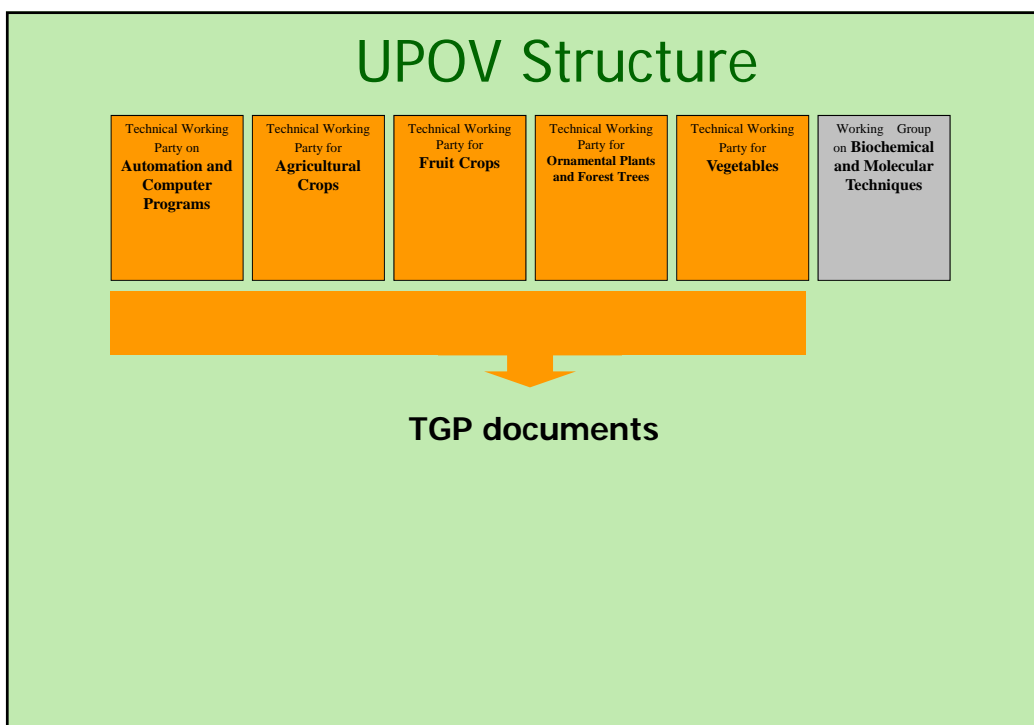 UPOV Structure
Technical Working
Party on
Automation and
Computer
Programs
Technical Working
Party for
Agricultural
Crops
Technical Working
Party for
Fruit Crops
Technical Working
Party for
Ornamental Plants
and Forest Trees
Technical Working
Party for
Vegetables
Working Group
on Biochemical
and Molecular
Techniques
TGP documents